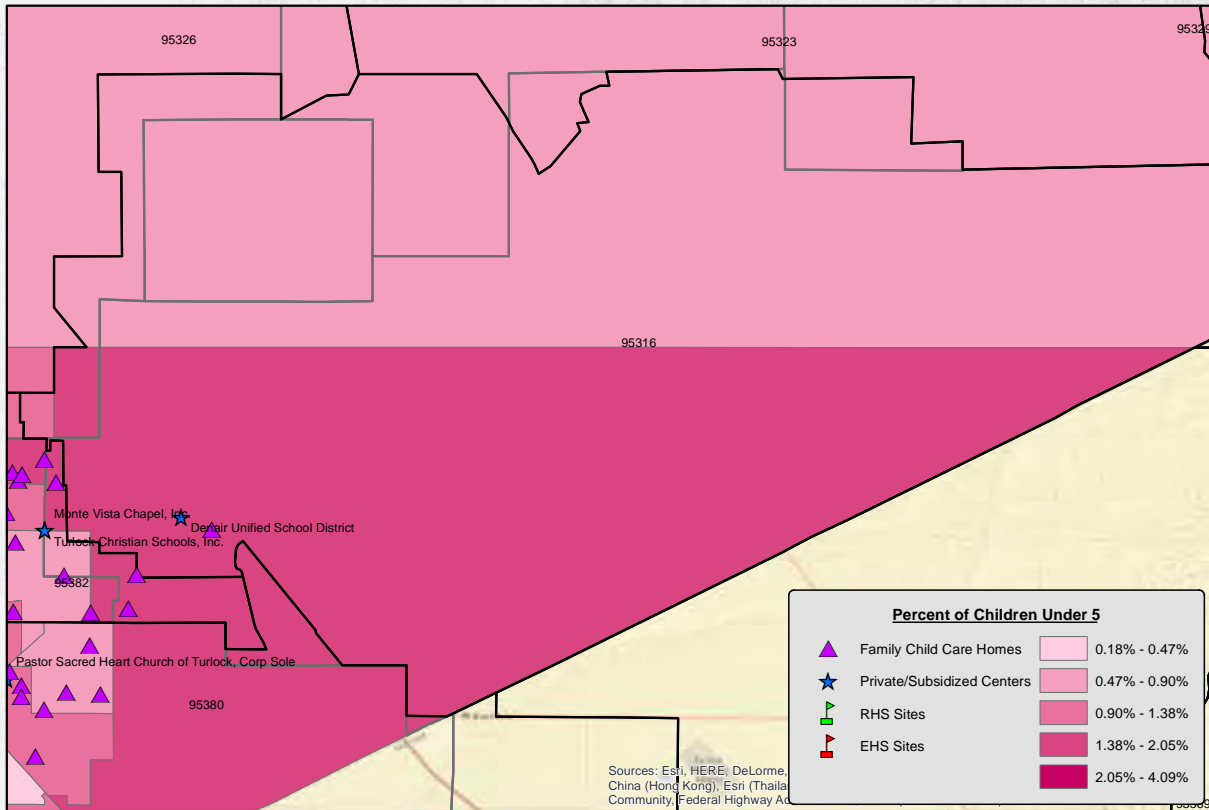 95326
95323
95329
95316
Monte Vista Chapel, Inc.
Denair Unified School District
Turlock Christian Schools, Inc.
95382
Pastor Sacred Heart Church of Turlock, Corp Sole
95380
Percent of Children Under 5
Family Child Care Homes
Private/Subsidized Centers
RHS Sites
EHS Sites
0.18% - 0.47%
0.47% - 0.90%
0.90% - 1.38%
1.38% - 2.05%
2.05% - 4.09%
Sources: Esri, HERE, DeLorme,
China (Hong Kong), Esri
Community, Federal Highway